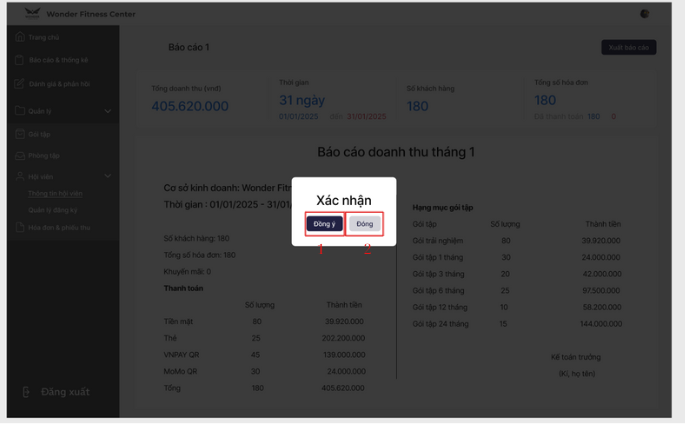 Wonder Fitness Center
Trang chủ
Báo cáo & thống kê
Đánh giá & phản hồi
Quản lý
Gói tập
Phòng tập
Hội viên
Thông tin hội viên
Quản lý đăng ký
Hóa đơn & phiếu thu
Đăng xuất
Báo cáo 1
Xuất báo cáo
Tổng doanh thu (vnđ)
405.620.000
Thời gian
31 ngày
01/01/2025 đến 31/01/2025
Số khách hàng
180
Tổng số hóa đơn
180
Đã thanh toán 180 0
Báo cáo doanh thu tháng 1
Cơ sở kinh doanh: Wonder Fitn
Thời gian : 01/01/2025 - 31/01/
Xác nhận
Đồng ý
Đóng
1
2
Số khách hàng: 180
Tổng số hóa đơn: 180
Khuyến mãi: 0
Thanh toán
Số lượng Thành tiền
Tiền mặt 80 39.920.000
Thẻ 25 202.200.000
VNPAY QR 45 139.000.000
MoMo QR 30 24.000.000
Tổng 180 405.620.000
Hạng mục gói tập
Gói tập Số lượng Thành tiền
Gói trải nghiệm 80 39.920.000
Gói tập 1 tháng 30 24.000.000
Gói tập 3 tháng 20 42.000.000
Gói tập 6 tháng 25 97.500.000
Gói tập 12 tháng 10 58.200.000
Gói tập 24 tháng 15 144.000.000
Kế toán trưởng
(Kí, họ tên)